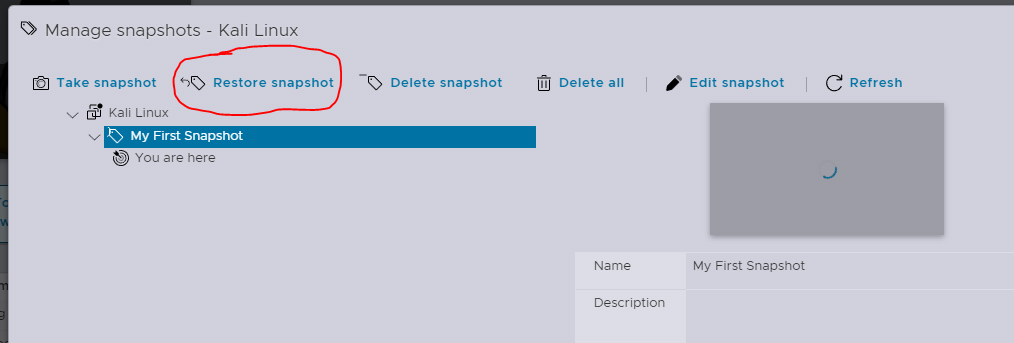 Manage snapshots - Kali Linux
Take snapshot Restore snapshot Delete snapshot Delete all Edit snapshot Refresh
Kali Linux
My First Snapshot
You are here
Name My First Snapshot
Description